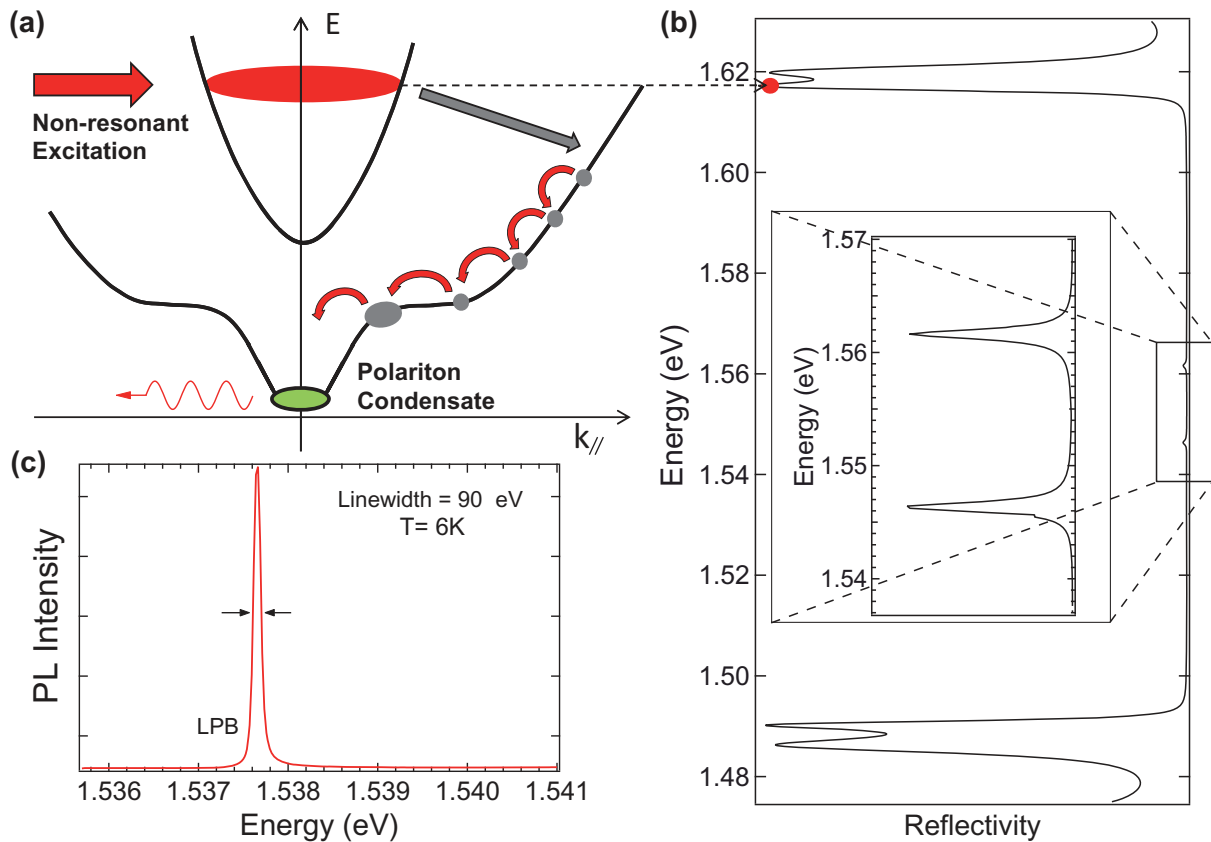 (a)
E
Non-resonant
Excitation
Polariton
Condensate
k//
(b)
1.62
1.60
1.58
1.56
1.54
1.52
1.50
1.48
Energy (eV)
Reflectivity
1.57
1.56
1.55
1.54
Energy (eV)
(c)
Linewidth = 90 eV
T= 6K
LPB
PL Intensity
1.536
1.537
1.538
1.539
1.540
1.541
Energy (eV)